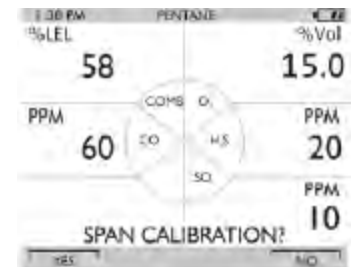 1:38 PM PENTANE
%LEL %Vol
58 15.0
COMB O₂
PPM PPM
60 CO H₂S 20
SO₂
PPM
10
SPAN CALIBRATION?
YES NO